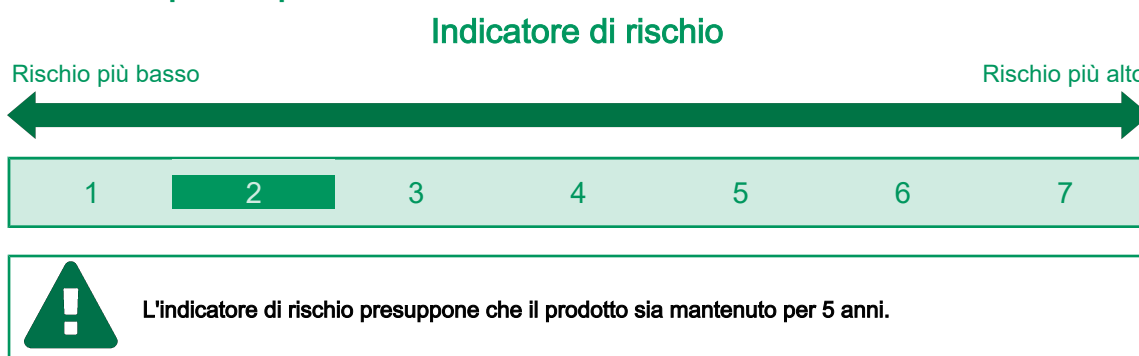 Indicatore di rischio
Rischio più basso Rischio più alto
1 2 3 4 5 6 7
L'indicatore di rischio presuppone che il prodotto sia mantenuto per 5 anni.